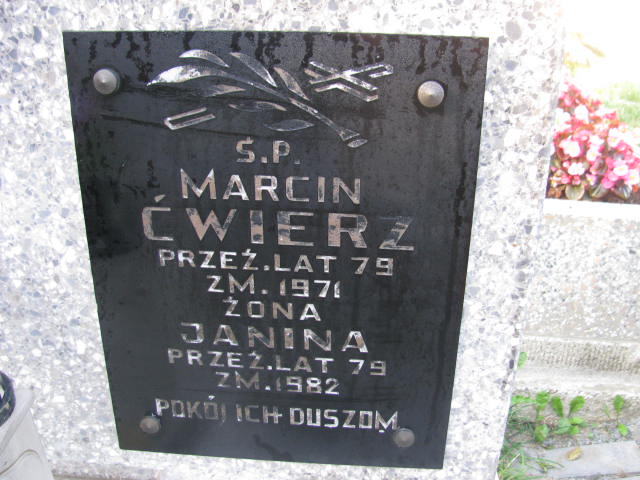 Ś.P.
MARCIN
ĆWIERZ
PRZEŻ.LAT 79
ZM.1971
ŻONA
JANINA
PRZEŻ.LAT 79
ZM.1982
POKÓJ ICH DUSZOM